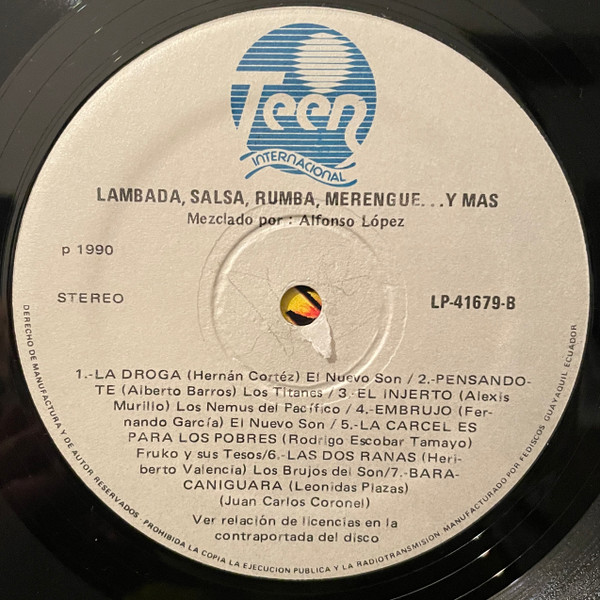 Teen
INTERNACIONAL
LAMBADA, SALSA, RUMBA, MERENGUE...Y MAS
Mezclado por : Alfonso López
p 1990
STEREO
LP-41679-B
1.-LA DROGA (Hernán Cortéz) El Nuevo Son / 2.-PENSANDO-
TE (Alberto Barros) Los Titanes / 3.-EL INJERTO (Alexis
Murillo) Los Nemus del Pacífico / 4.-EMBRUJO (Fer-
nando García) El Nuevo Son / 5.-LA CARCEL ES
PARA LOS POBRES (Rodrigo Escobar Tamayo)
Fruko y sus Tesos/6.-LAS DOS RANAS (Heri-
berto Valencia) Los Brujos del Son/7.-BARA-
CANIGUARA (Leonidas Plazas)
(Juan Carlos Coronel)
Ver relación de licencias en la
contraportada del disco
DERECHO DE MANUFACTURA Y DE AUTOR RESERVADOS - PROHIBIDA LA COPIA LA EJECUCION PUBLICA Y LA RADIOTRANSMISION MANUFACTURADO POR FEDISCOS GUAYAQUIL ECUADOR